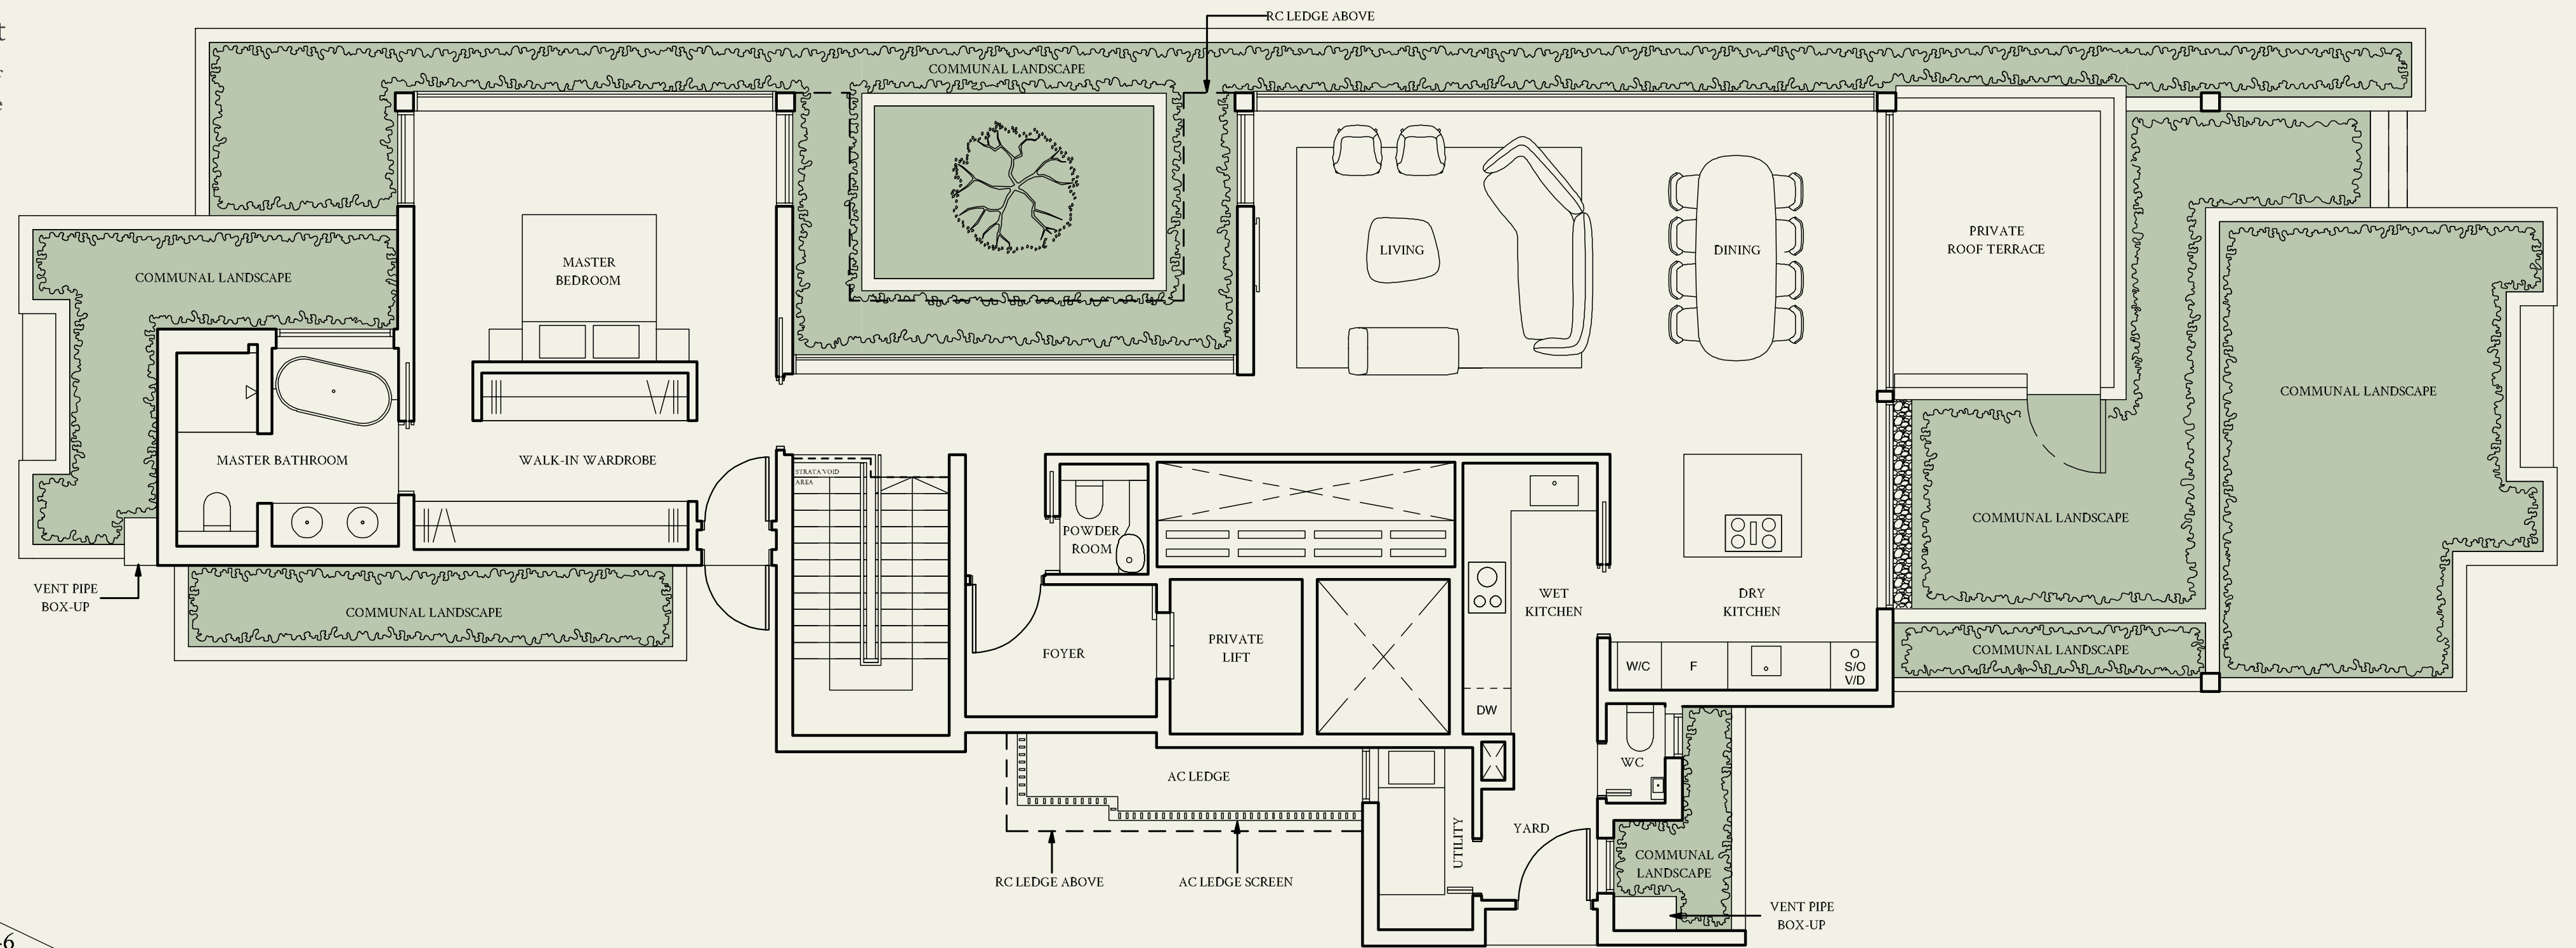 t
RC LEDGE ABOVE
COMMUNAL LANDSCAPE
COMMUNAL LANDSCAPE
MASTER
BEDROOM
LIVING
DINING
PRIVATE
ROOF TERRACE
COMMUNAL LANDSCAPE
MASTER BATHROOM
WALK-IN WARDROBE
STRATA VOID
AREA
POWDER
ROOM
COMMUNAL LANDSCAPE
VENT PIPE
BOX-UP
COMMUNAL LANDSCAPE
FOYER
PRIVATE
LIFT
WET
KITCHEN
DRY
KITCHEN
W/C
F
O
S/O
V/D
COMMUNAL LANDSCAPE
DW
AC LEDGE
WC
UTILITY
YARD
COMMUNAL
LANDSCAPE
RC LEDGE ABOVE
AC LEDGE SCREEN
VENT PIPE
BOX-UP